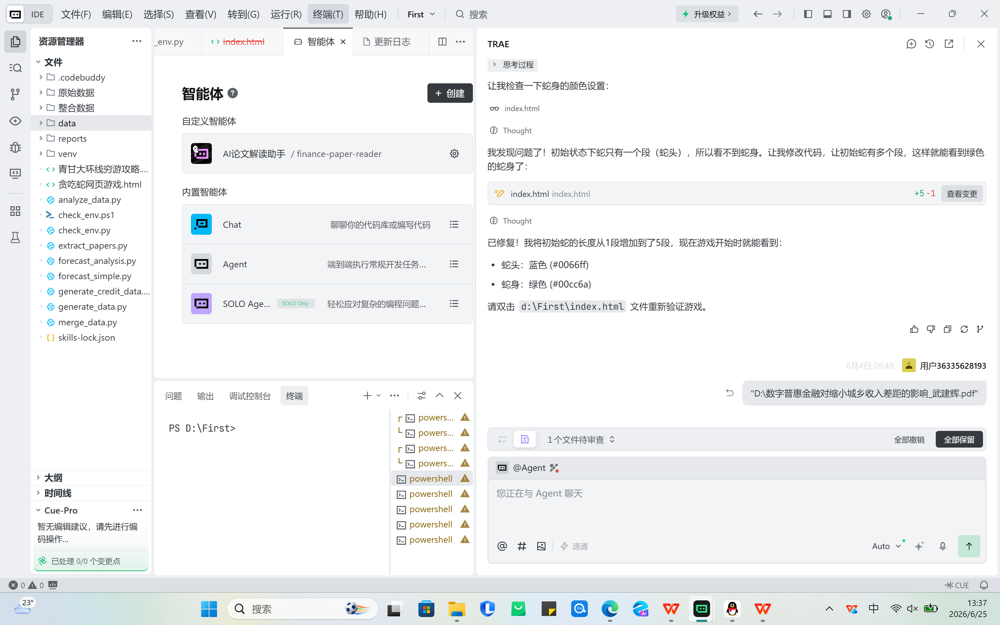 IDE 文件(F) 编辑(E) 选择(S) 查看(V) 转到(G) 运行(R) 终端(T) 帮助(H) First 搜索 升级权益
资源管理器
文件
.codebuddy
原始数据
整合数据
data
reports
venv
青甘大环线穷游攻略....
贪吃蛇网页游戏.html
analyze_data.py
check_env.ps1
check_env.py
extract_papers.py
forecast_analysis.py
forecast_simple.py
generate_credit_data....
generate_data.py
merge_data.py
skills-lock.json
大纲
时间线
Cue-Pro
暂无编辑建议，请先进行编
码操作...
已处理 0/0 个变更点
_env.py index.html 智能体 更新日志
智能体 ?
+ 创建
自定义智能体
AI论文解读助手 / finance-paper-reader
内置智能体
Chat 聊聊你的代码库或编写代码
Agent 端到端执行常规开发任务...
SOLO Age... SOLO Only 轻松应对复杂的编程问题...
问题 输出 调试控制台 终端
PS D:\First>
powers...
powers...
powers...
powers...
powershell
powershell
powershell
powershell
powershell
TRAE
思考过程
让我检查一下蛇身的颜色设置：
index.html
Thought
我发现问题了！初始状态下蛇只有一个段（蛇头），所以看不到蛇身。让我修改代码，让初始蛇有多个段，这样就能看到绿色
的蛇身了：
index.html index.html +5 -1 查看变更
Thought
已修复！我将初始蛇的长度从1段增加到了5段，现在游戏开始时就能看到：
• 蛇头：蓝色 (#0066ff)
• 蛇身：绿色 (#00cc6a)
请双击 d:\First\index.html 文件重新验证游戏。
6月4日 09:49 用户36335628193
"D:\数字普惠金融对缩小城乡收入差距的影响_武建辉.pdf"
1 个文件待审查 全部撤销 全部保留
@Agent
您正在与 Agent 聊天
速通 Auto
0 0 CUE
23° 搜索 Aa AI 中 13:37
2026/6/25